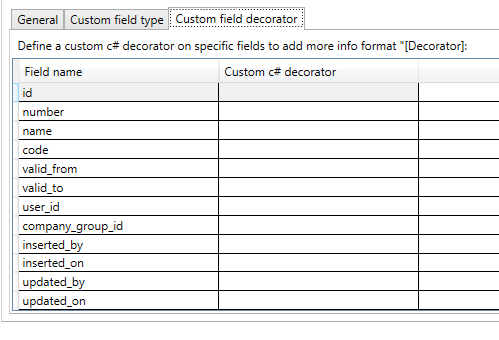 General Custom field type Custom field decorator
Define a custom c# decorator on specific fields to add more info format "[Decorator]:
Field name Custom c# decorator
id
number
name
code
valid_from
valid_to
user_id
company_group_id
inserted_by
inserted_on
updated_by
updated_on